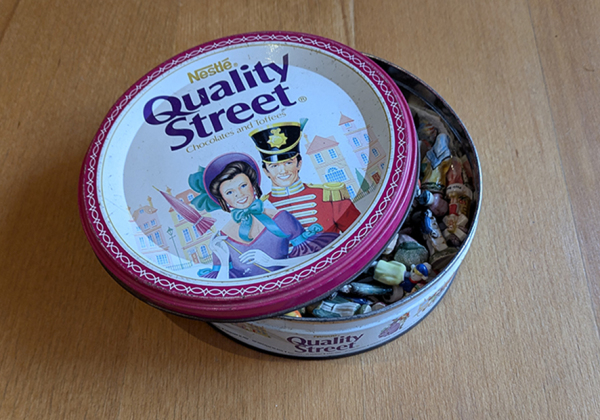 Nestlé®
Quality
Street®
Chocolates and Toffees
Quality
Street